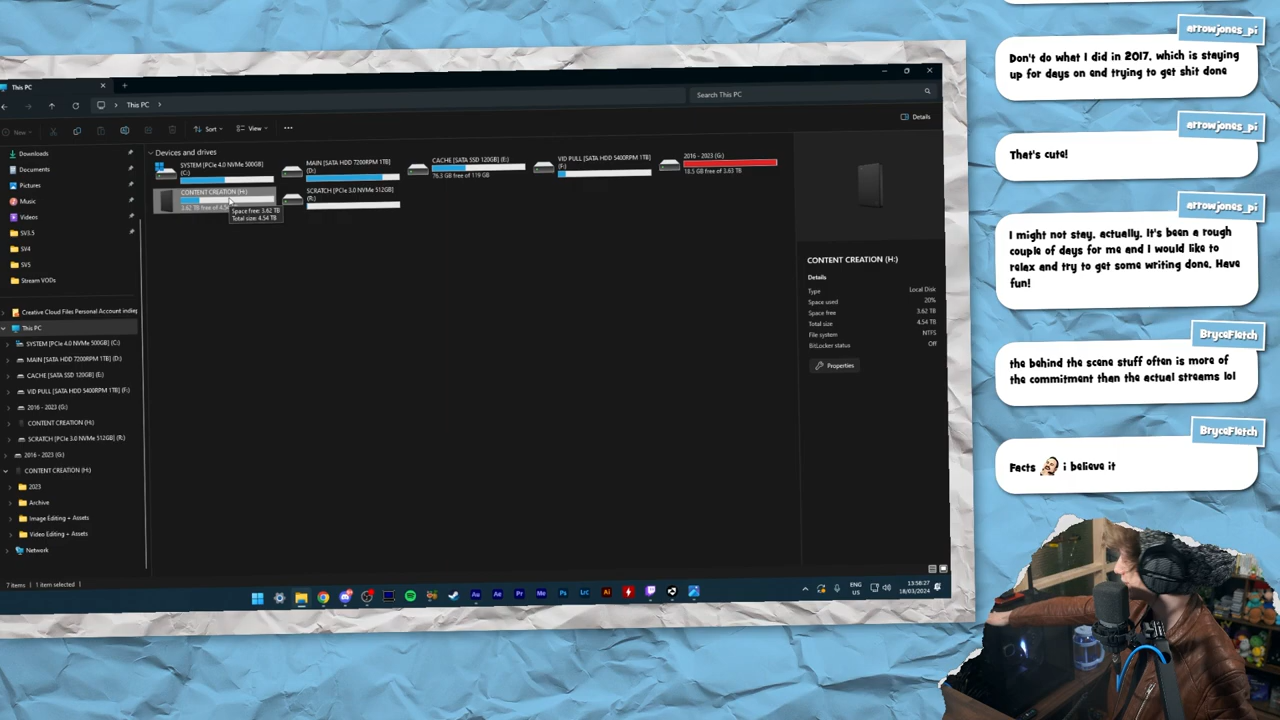 This PC
This PC
Search This PC
New
Sort
View
Details
Downloads
Documents
Pictures
Music
Videos
SV3.5
SV4
SV5
Stream VODs
Creative Cloud Files Personal Account indiep
This PC
SYSTEM [PCIe 4.0 NVMe 500GB] (C:)
MAIN [SATA HDD 7200RPM 1TB] (D:)
CACHE [SATA SSD 120GB] (E:)
VID PULL [SATA HDD 5400RPM 1TB] (F:)
2016 - 2023 (G:)
CONTENT CREATION (H:)
SCRATCH [PCIe 3.0 NVMe 512GB] (R:)
2016 - 2023 (G:)
CONTENT CREATION (H:)
2023
Archive
Image Editing + Assets
Video Editing + Assets
Network
7 items
1 item selected
Devices and drives
SYSTEM [PCIe 4.0 NVMe 500GB]
(C:)
MAIN [SATA HDD 7200RPM 1TB]
(D:)
CACHE [SATA SSD 120GB] (E:)
76.3 GB free of 119 GB
VID PULL [SATA HDD 5400RPM 1TB]
(F:)
2016 - 2023 (G:)
18.5 GB free of 3.63 TB
CONTENT CREATION (H:)
3.62 TB free of
SCRATCH [PCIe 3.0 NVMe 512GB]
(R:)
Space free: 3.62 TB
Total size: 4.54 TB
CONTENT CREATION (H:)
Details
Type Local Disk
Space used 20%
Space free 3.62 TB
Total size 4.54 TB
File system NTFS
BitLocker status Off
Properties
ENG
US
13:58:27
18/03/2024
arrowjones_pi
Don't do what I did in 2017, which is staying
up for days on end trying to get shit done
arrowjones_pi
That's cute!
arrowjones_pi
I might not stay, actually. It's been a rough
couple of days for me and I would like to
relax and try to get some writing done. Have
fun!
BryceFletch
the behind the scene stuff often is more of
the commitment than the actual streams lol
BryceFletch
Facts i believe it